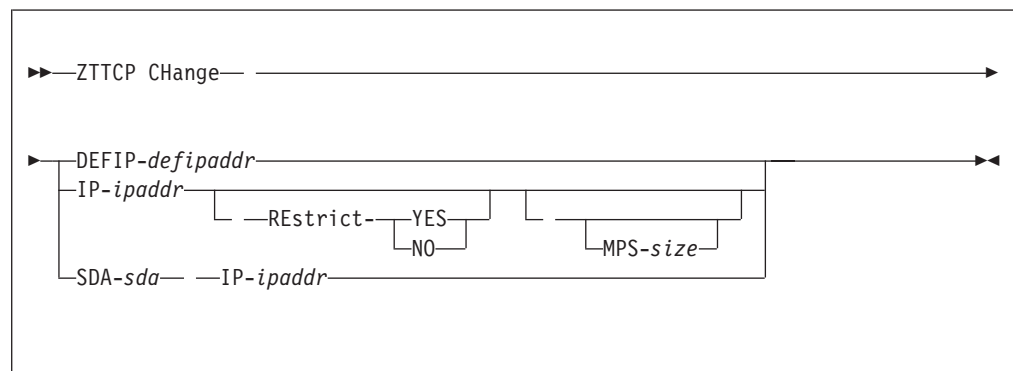 ZTTCP CHange
DEFIP-defipaddr
IP-ipaddr
REstrict- YES
NO
MPS-size
SDA-sda IP-ipaddr